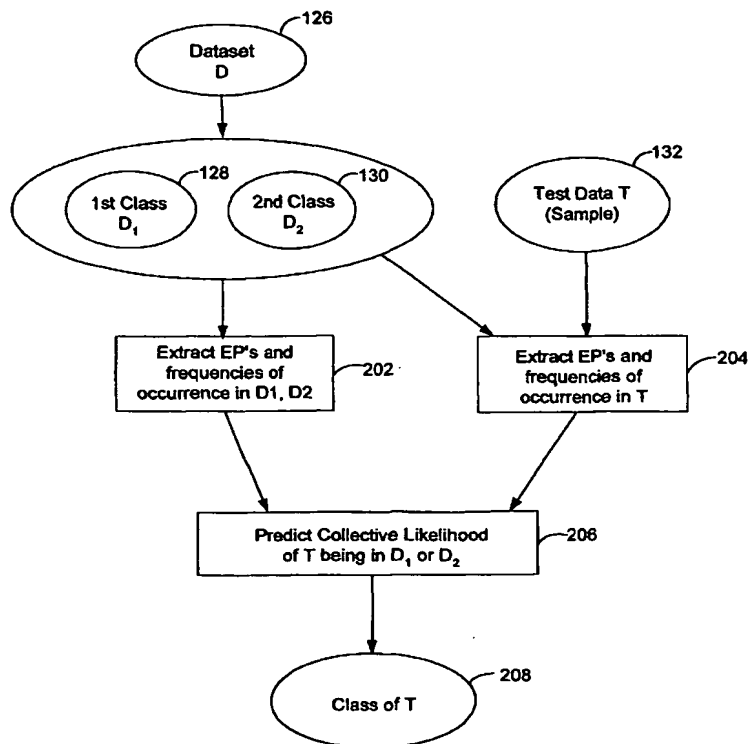 126
Dataset
D
128
1st Class
D₁
130
2nd Class
D₂
132
Test Data T
(Sample)
Extract EP's and
frequencies of
occurrence in D1, D2
202
Extract EP's and
frequencies of
occurrence in T
204
Predict Collective Likelihood
of T being in D₁ or D₂
206
Class of T
208